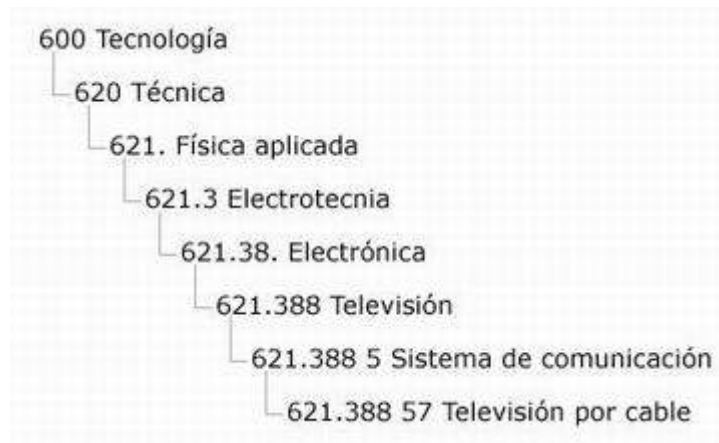 600 Tecnología
620 Técnica
621. Física aplicada
621.3 Electrotecnia
621.38. Electrónica
621.388 Televisión
621.388 5 Sistema de comunicación
621.388 57 Televisión por cable